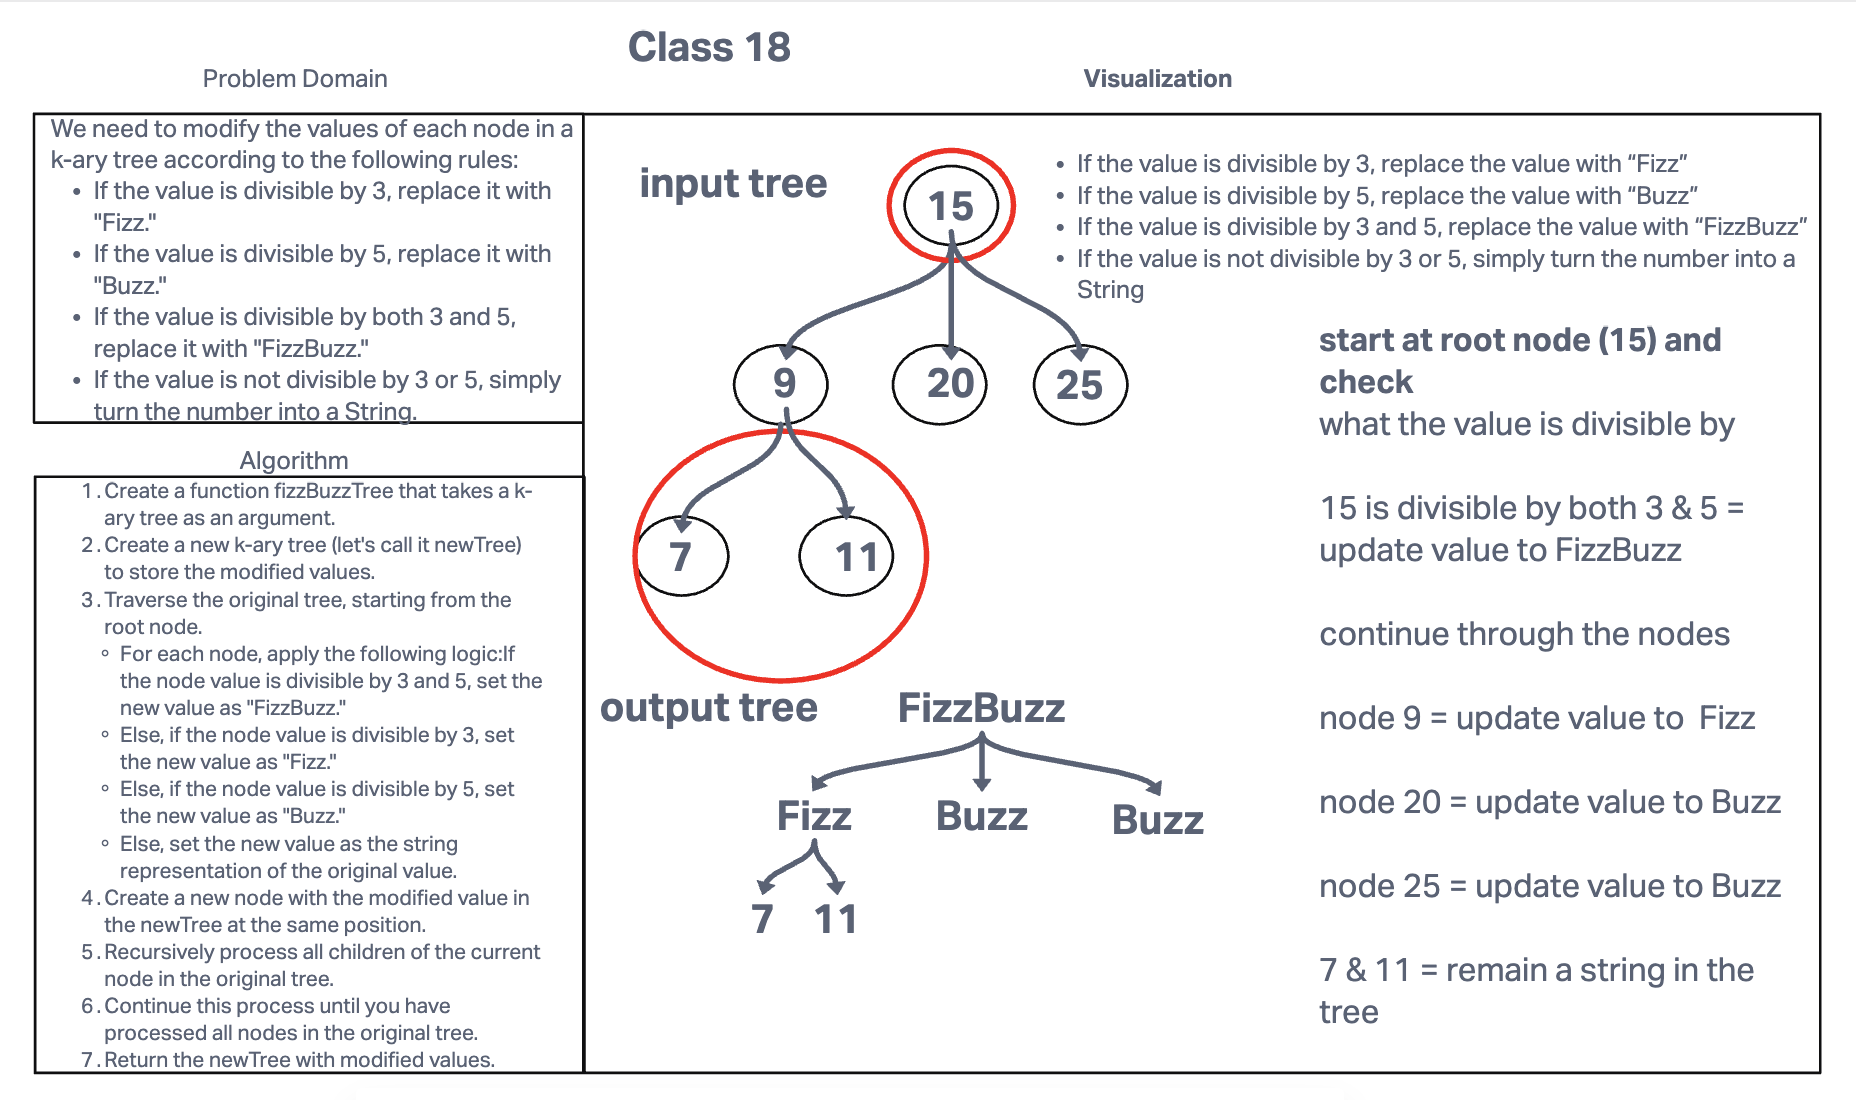 Class 18
Problem Domain
We need to modify the values of each node in a
k-ary tree according to the following rules:
• If the value is divisible by 3, replace it with
"Fizz."
• If the value is divisible by 5, replace it with
"Buzz."
• If the value is divisible by both 3 and 5,
replace it with "FizzBuzz."
• If the value is not divisible by 3 or 5, simply
turn the number into a String.
Algorithm
1. Create a function fizzBuzzTree that takes a k-
ary tree as an argument.
2. Create a new k-ary tree (let's call it newTree)
to store the modified values.
3. Traverse the original tree, starting from the
root node.
◦ For each node, apply the following logic:If
the node value is divisible by 3 and 5, set the
new value as "FizzBuzz."
◦ Else, if the node value is divisible by 3, set
the new value as "Fizz."
◦ Else, if the node value is divisible by 5, set
the new value as "Buzz."
◦ Else, set the new value as the string
representation of the original value.
4. Create a new node with the modified value in
the newTree at the same position.
5. Recursively process all children of the current
node in the original tree.
6. Continue this process until you have
processed all nodes in the original tree.
7. Return the newTree with modified values.
Visualization
input tree
15
9 20 25
7 11
• If the value is divisible by 3, replace the value with “Fizz”
• If the value is divisible by 5, replace the value with “Buzz”
• If the value is divisible by 3 and 5, replace the value with “FizzBuzz”
• If the value is not divisible by 3 or 5, simply turn the number into a
String
output tree
FizzBuzz
Fizz Buzz Buzz
7 11
start at root node (15) and
check
what the value is divisible by
15 is divisible by both 3 & 5 =
update value to FizzBuzz
continue through the nodes
node 9 = update value to Fizz
node 20 = update value to Buzz
node 25 = update value to Buzz
7 & 11 = remain a string in the
tree